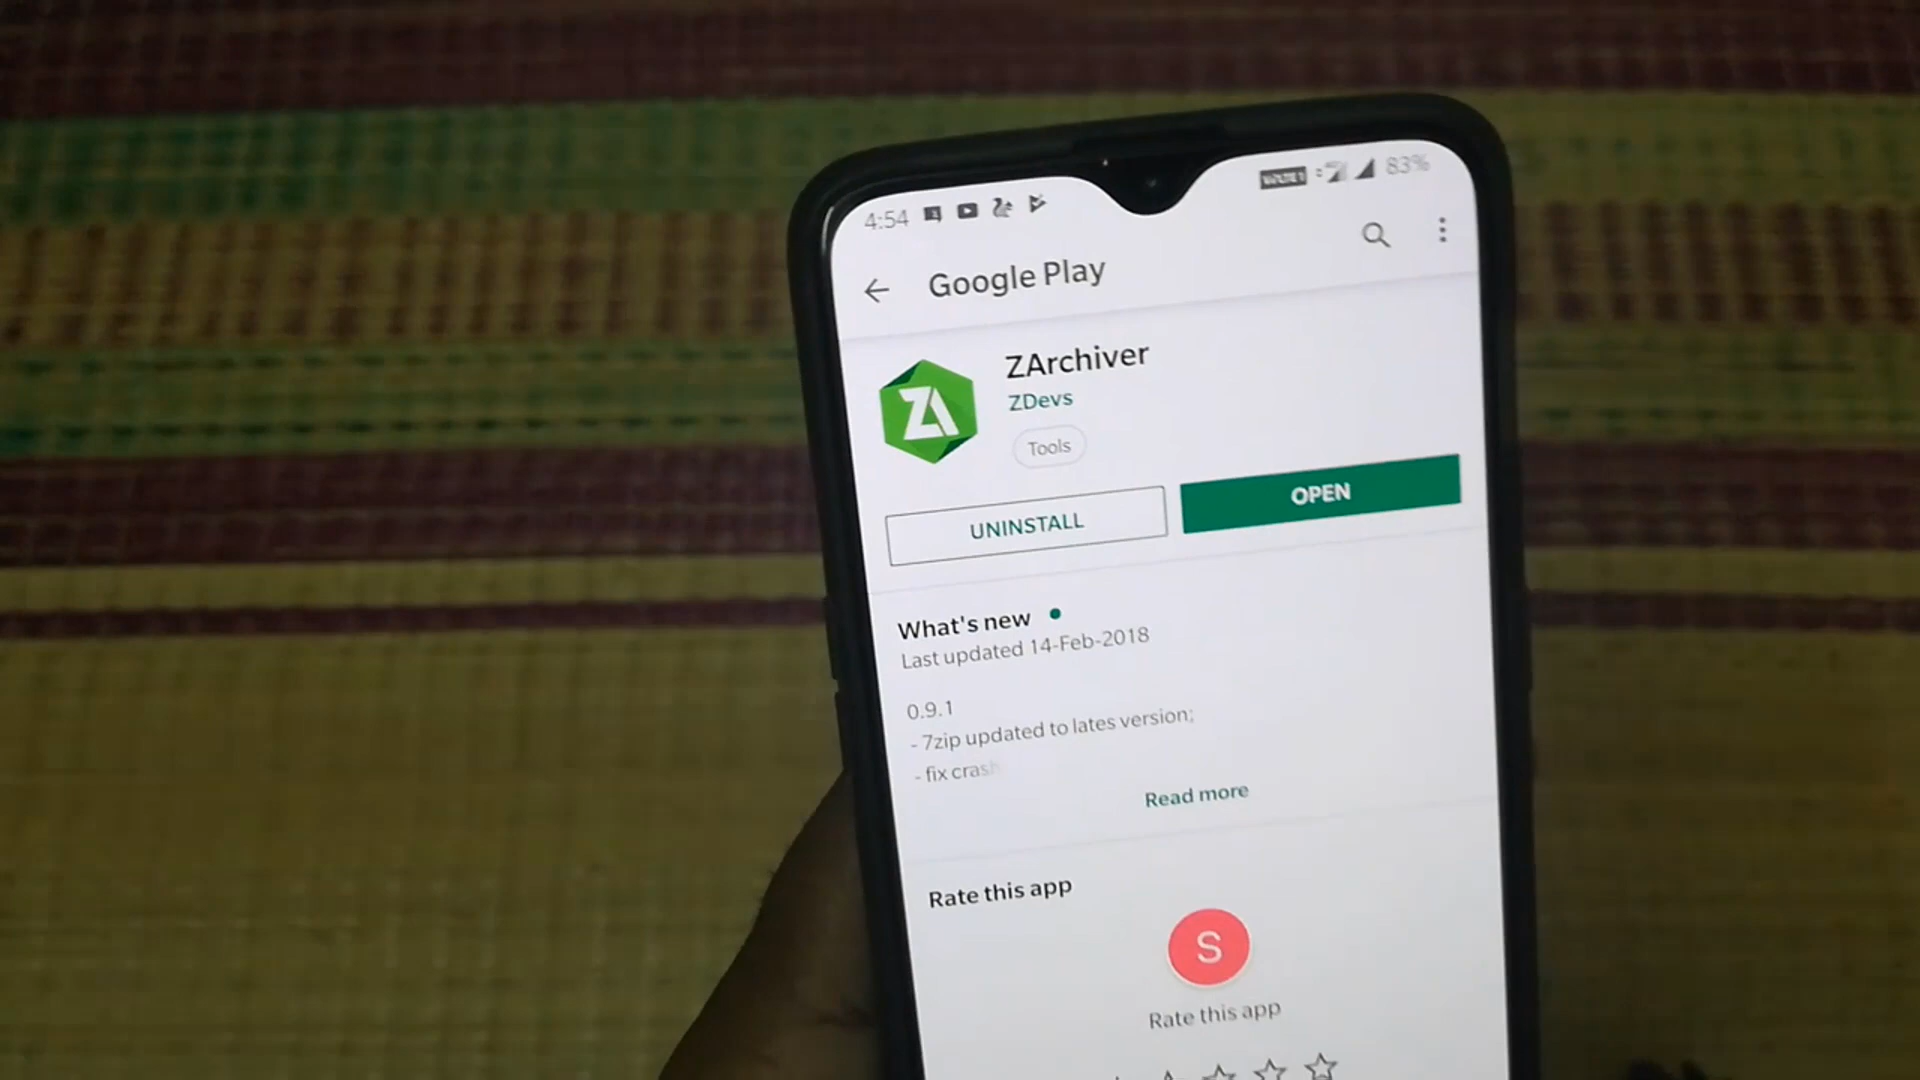 4:54
83%
Google Play
ZArchiver
ZDevs
Tools
UNINSTALL
OPEN
What's new
Last updated 14-Feb-2018
0.9.1
- 7zip updated to lates version;
- fix crash
Read more
Rate this app
S
Rate this app